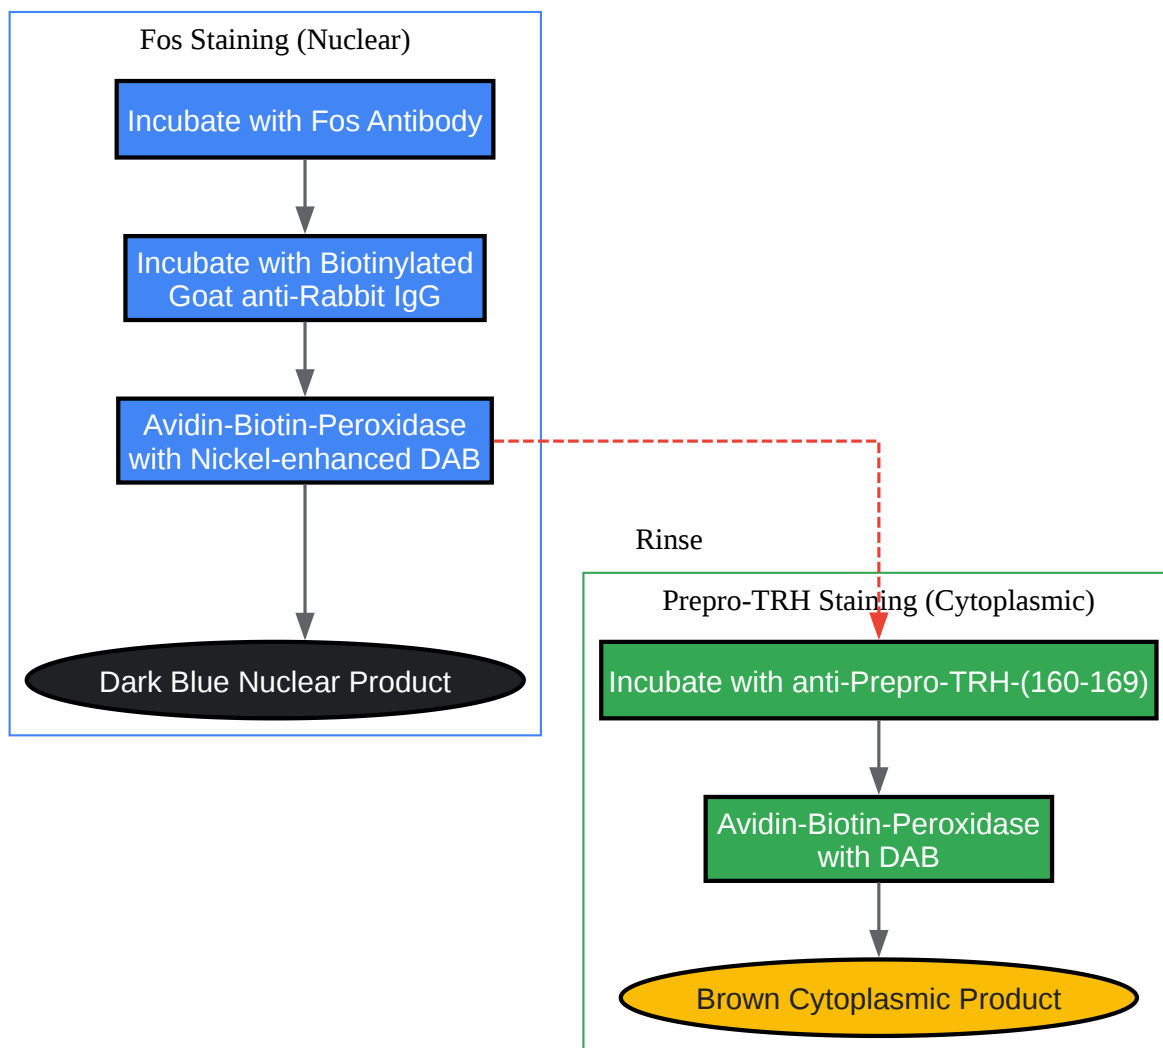 Fos Staining (Nuclear)
Incubate with Fos Antibody
Incubate with Biotinylated
Goat anti-Rabbit IgG
Avidin-Biotin-Peroxidase
with Nickel-enhanced DAB
Dark Blue Nuclear Product
Rinse
Prepro-TRH Staining (Cytoplasmic)
Incubate with anti-Prepro-TRH-(160-169)
Avidin-Biotin-Peroxidase
with DAB
Brown Cytoplasmic Product